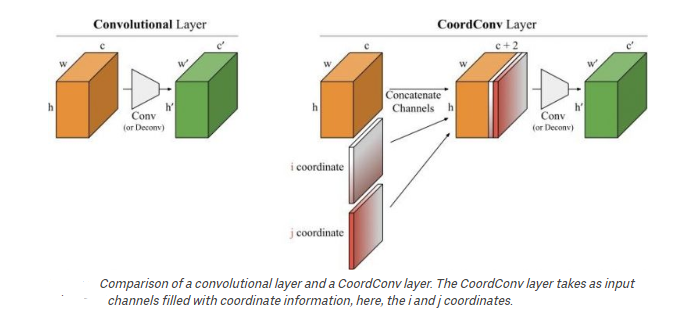 Convolutional Layer
CoordConv Layer
c
c'
w
w'
h
h'
Conv
(or Deconv)
c
c + 2
c'
w
w
w'
h
Concatenate
Channels
h
h'
Conv
(or Deconv)
i coordinate
j coordinate
Comparison of a convolutional layer and a CoordConv layer. The CoordConv layer takes as input
channels filled with coordinate information, here, the i and j coordinates.